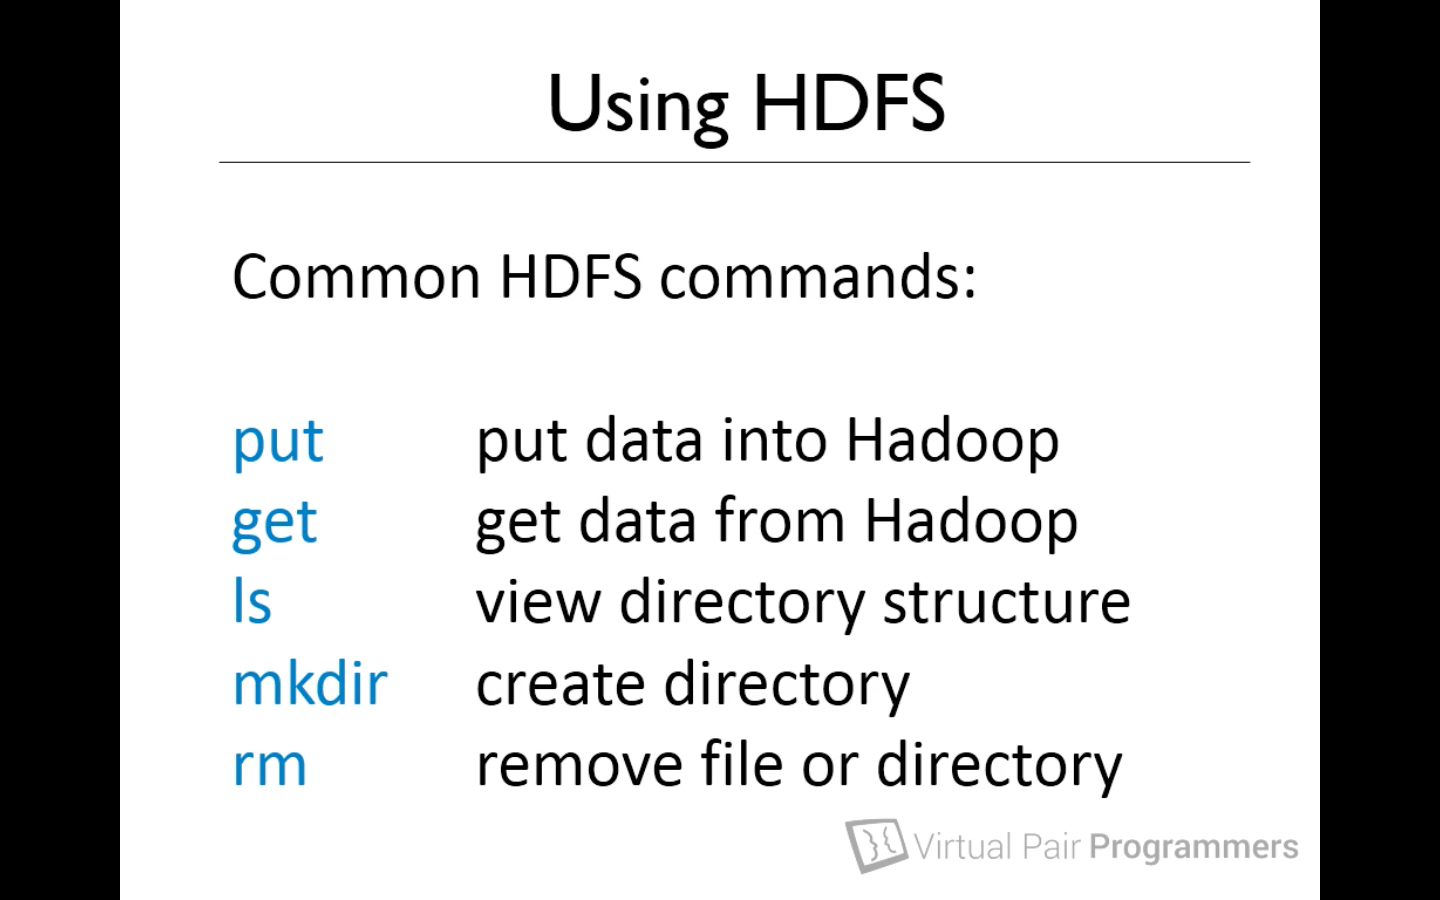 Using HDFS
Common HDFS commands:
put put data into Hadoop
get get data from Hadoop
ls view directory structure
mkdir create directory
rm remove file or directory
Virtual Pair Programmers